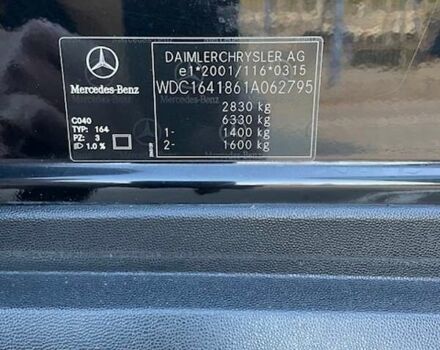 DAIMLERCHRYSLER AG
e1*2001/116*0315
Mercedes-Benz
WDC1641861A062795
2830 kg
6330 kg
1- 1400 kg
2- 1600 kg
C040
TYP: 164
PZ: 3
1.0 %